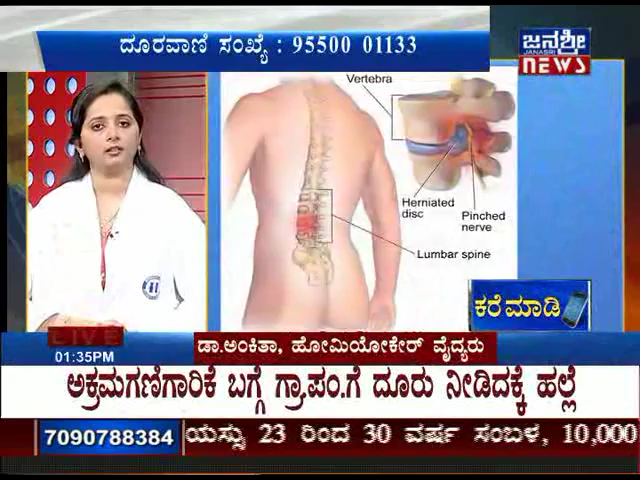 ದೂರವಾಣಿ ಸಂಖ್ಯೆ : 95500 01133
ಜನಶ್ರೀ
JANASRI
NEWS
Vertebra
Herniated
disc
Pinched
nerve
Lumbar spine
ಕರೆ ಮಾಡಿ
LIVE
01:35PM
ಡಾ.ಅಂಕಿತಾ, ಹೋಮಿಯೋಕೇರ್ ವೈದ್ಯರು
ಅಕ್ರಮಗಣಿಗಾರಿಕೆ ಬಗ್ಗೆ ಗ್ರಾಪಂ.ಗೆ ದೂರು ನೀಡಿದಕ್ಕೆ ಹಲ್ಲೆ
7090788384
ಯಸ್ಸು 23 ರಿಂದ 30 ವರ್ಷ ಸಂಬಳ, 10,000